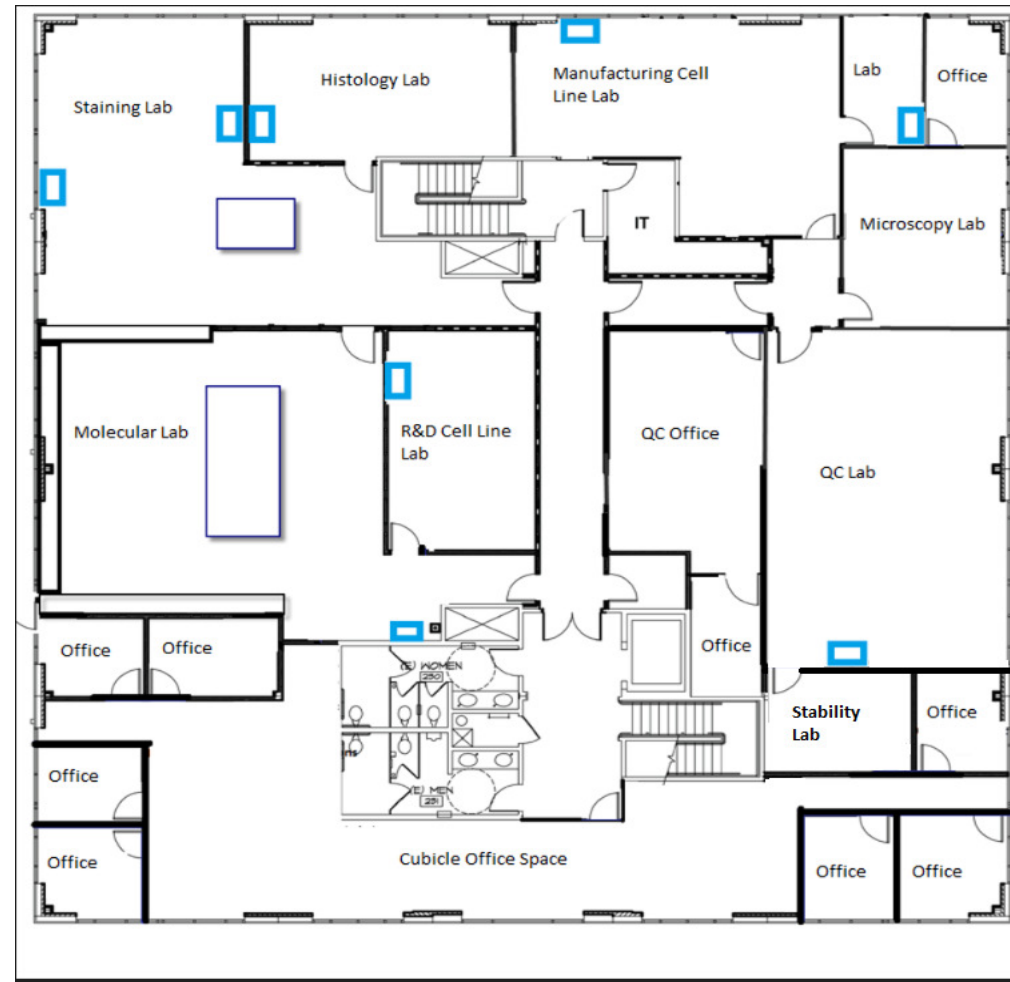 Staining Lab
Histology Lab
Manufacturing Cell
Line Lab
Lab
Office
IT
Microscopy Lab
Molecular Lab
R&D Cell Line
Lab
QC Office
QC Lab
Office
Office
Office
(E) WOMEN
250
Stability
Lab
Office
Office
(E) MEN
251
Office
Cubicle Office Space
Office
Office